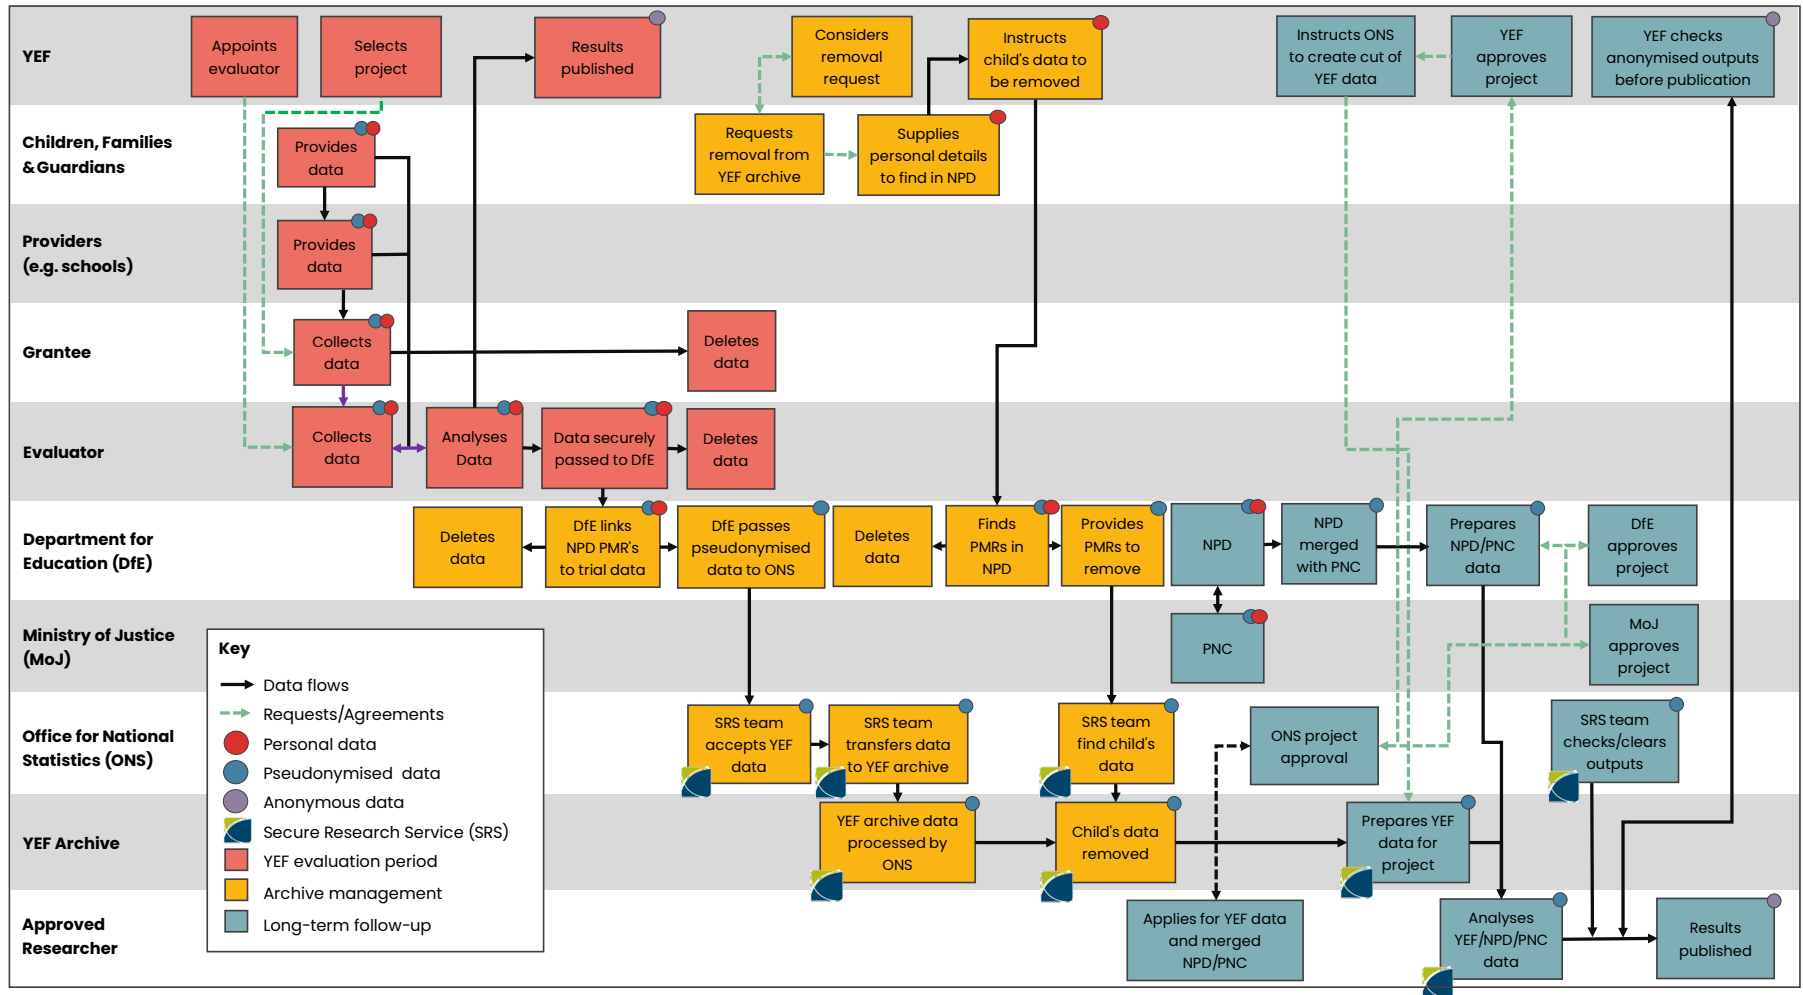 YEF
Appoints
evaluator
Selects
project
Results
published
Considers
removal
request
Instructs
child's data to
be removed
Instructs ONS
to create cut of
YEF data
YEF
approves
project
YEF checks
anonymised outputs
before publication
Children, Families
& Guardians
Provides
data
Requests
removal from
YEF archive
Supplies
personal details
to find in NPD
Providers
(e.g. schools)
Provides
data
Grantee
Collects
data
Deletes
data
Evaluator
Collects
data
Analyses
Data
Data securely
passed to DfE
Deletes
data
Department for
Education (DfE)
Deletes
data
DfE links
NPD PMR's
to trial data
DfE passes
pseudonymised
data to ONS
Deletes
data
Finds
PMRs in
NPD
Provides
PMRs to
remove
NPD
NPD
merged
with PNC
Prepares
NPD/PNC
data
DfE
approves
project
Ministry of Justice
(MoJ)
PNC
MoJ
approves
project
Office for National
Statistics (ONS)
SRS team
accepts YEF
data
SRS team
transfers data
to YEF archive
SRS team
find child's
data
ONS project
approval
SRS team
checks/clears
outputs
YEF Archive
YEF archive data
processed by
ONS
Child's data
removed
Prepares YEF
data for
project
Approved
Researcher
Applies for YEF data
and merged
NPD/PNC
Analyses
YEF/NPD/PNC
data
Results
published
Key
Data flows
Requests/Agreements
Personal data
Pseudonymised data
Anonymous data
Secure Research Service (SRS)
YEF evaluation period
Archive management
Long-term follow-up